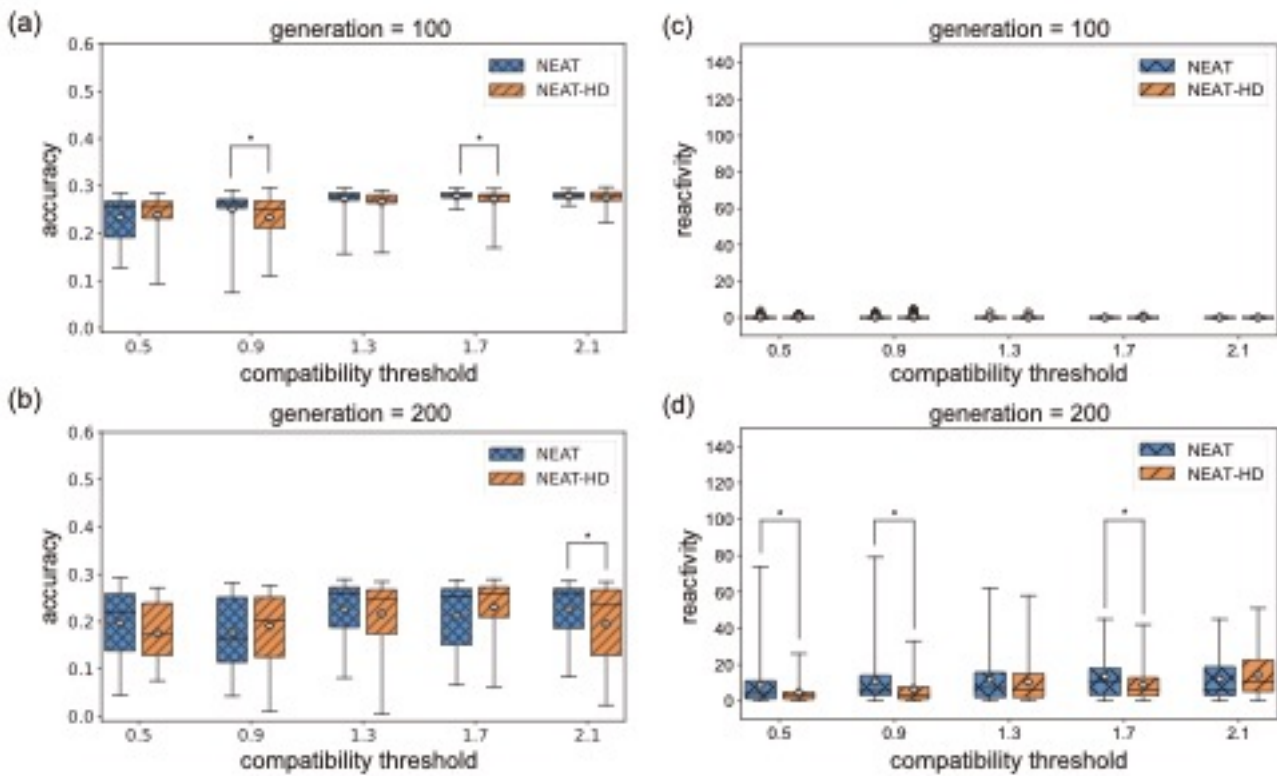 (a)
generation = 100
0.6
0.5
0.4
0.3
0.2
0.1
0.0
accuracy
NEAT
NEAT-HD
*
*
0.5 0.9 1.3 1.7 2.1
compatibility threshold
(b)
generation = 200
0.6
0.5
0.4
0.3
0.2
0.1
0.0
accuracy
NEAT
NEAT-HD
*
0.5 0.9 1.3 1.7 2.1
compatibility threshold
(c)
generation = 100
140
120
100
80
60
40
20
0
reactivity
NEAT
NEAT-HD
0.5 0.9 1.3 1.7 2.1
compatibility threshold
(d)
generation = 200
140
120
100
80
60
40
20
0
reactivity
NEAT
NEAT-HD
*
*
*
0.5 0.9 1.3 1.7 2.1
compatibility threshold